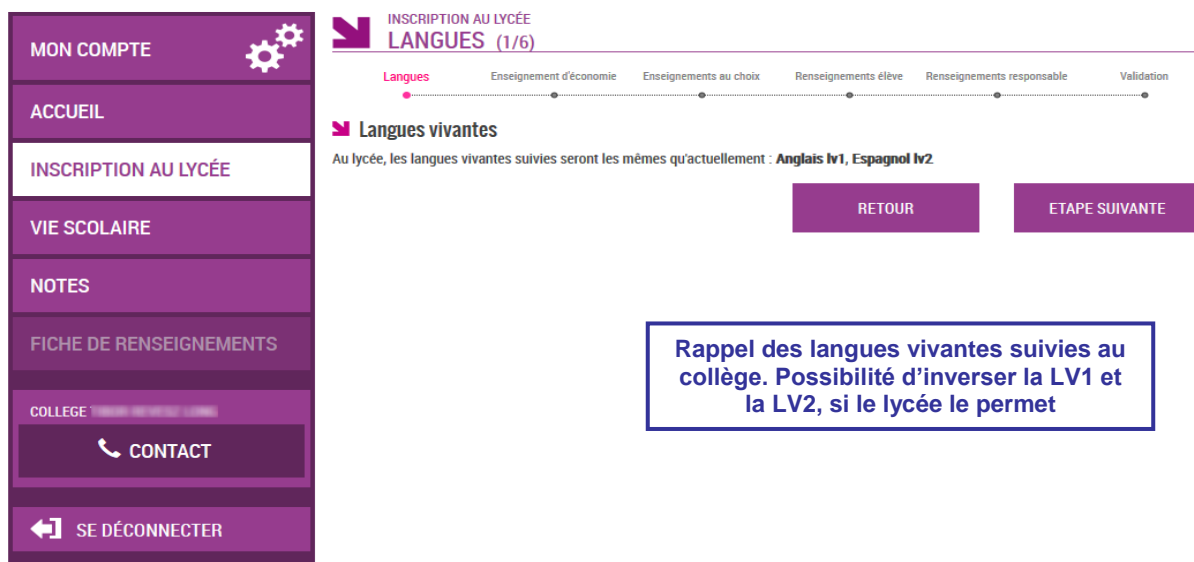 MON COMPTE
ACCUEIL
INSCRIPTION AU LYCÉE
VIE SCOLAIRE
NOTES
FICHE DE RENSEIGNEMENTS
COLLEGE
CONTACT
SE DÉCONNECTER
INSCRIPTION AU LYCÉE
LANGUES (1/6)
Langues Enseignement d'économie Enseignements au choix Renseignements élève Renseignements responsable Validation
Langues vivantes
Au lycée, les langues vivantes suivies seront les mêmes qu'actuellement : Anglais lv1, Espagnol lv2.
RETOUR ETAPE SUIVANTE
Rappel des langues vivantes suivies au
collège. Possibilité d’inverser la LV1 et
la LV2, si le lycée le permet